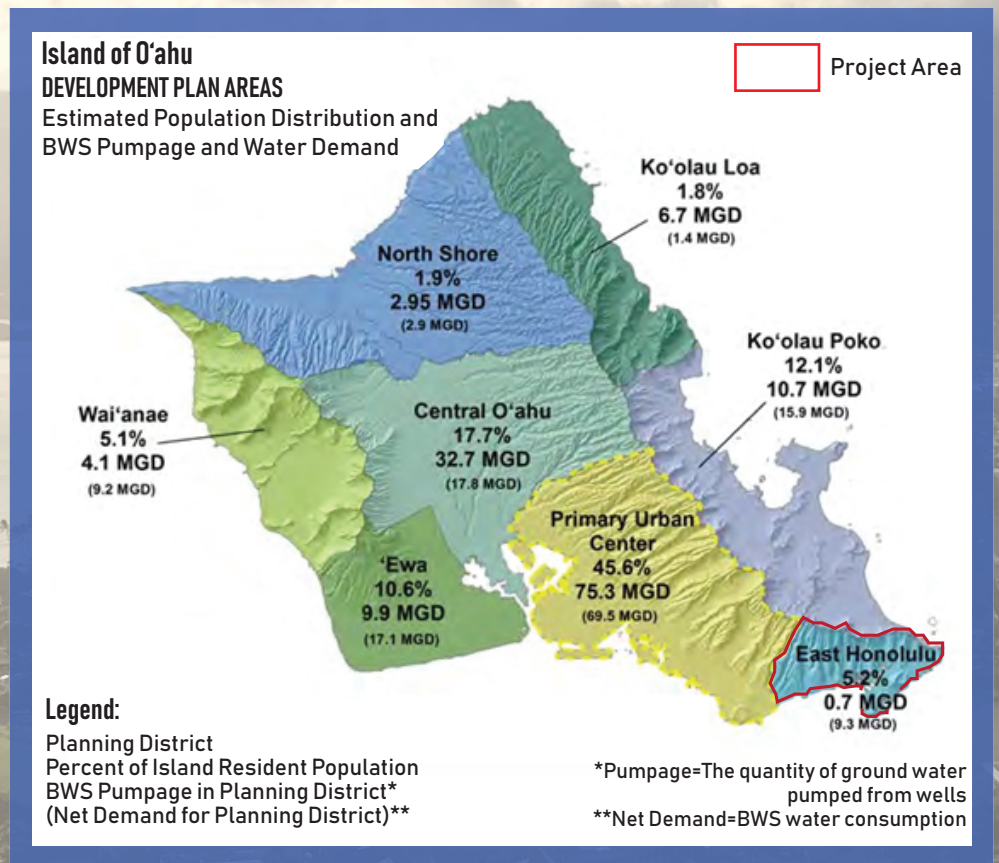 Island of O‘ahu
DEVELOPMENT PLAN AREAS
Estimated Population Distribution and
BWS Pumpage and Water Demand
Project Area
Ko‘olau Loa
1.8%
6.7 MGD
(1.4 MGD)
North Shore
1.9%
2.95 MGD
(2.9 MGD)
Ko‘olau Poko
12.1%
10.7 MGD
(15.9 MGD)
Wai‘anae
5.1%
4.1 MGD
(9.2 MGD)
Central O‘ahu
17.7%
32.7 MGD
(17.8 MGD)
Primary Urban
Center
45.6%
75.3 MGD
(69.5 MGD)
‘Ewa
10.6%
9.9 MGD
(17.1 MGD)
East Honolulu
5.2%
0.7 MGD
(9.3 MGD)
Legend:
Planning District
Percent of Island Resident Population
BWS Pumpage in Planning District*
(Net Demand for Planning District)**
*Pumpage=The quantity of ground water
pumped from wells
**Net Demand=BWS water consumption